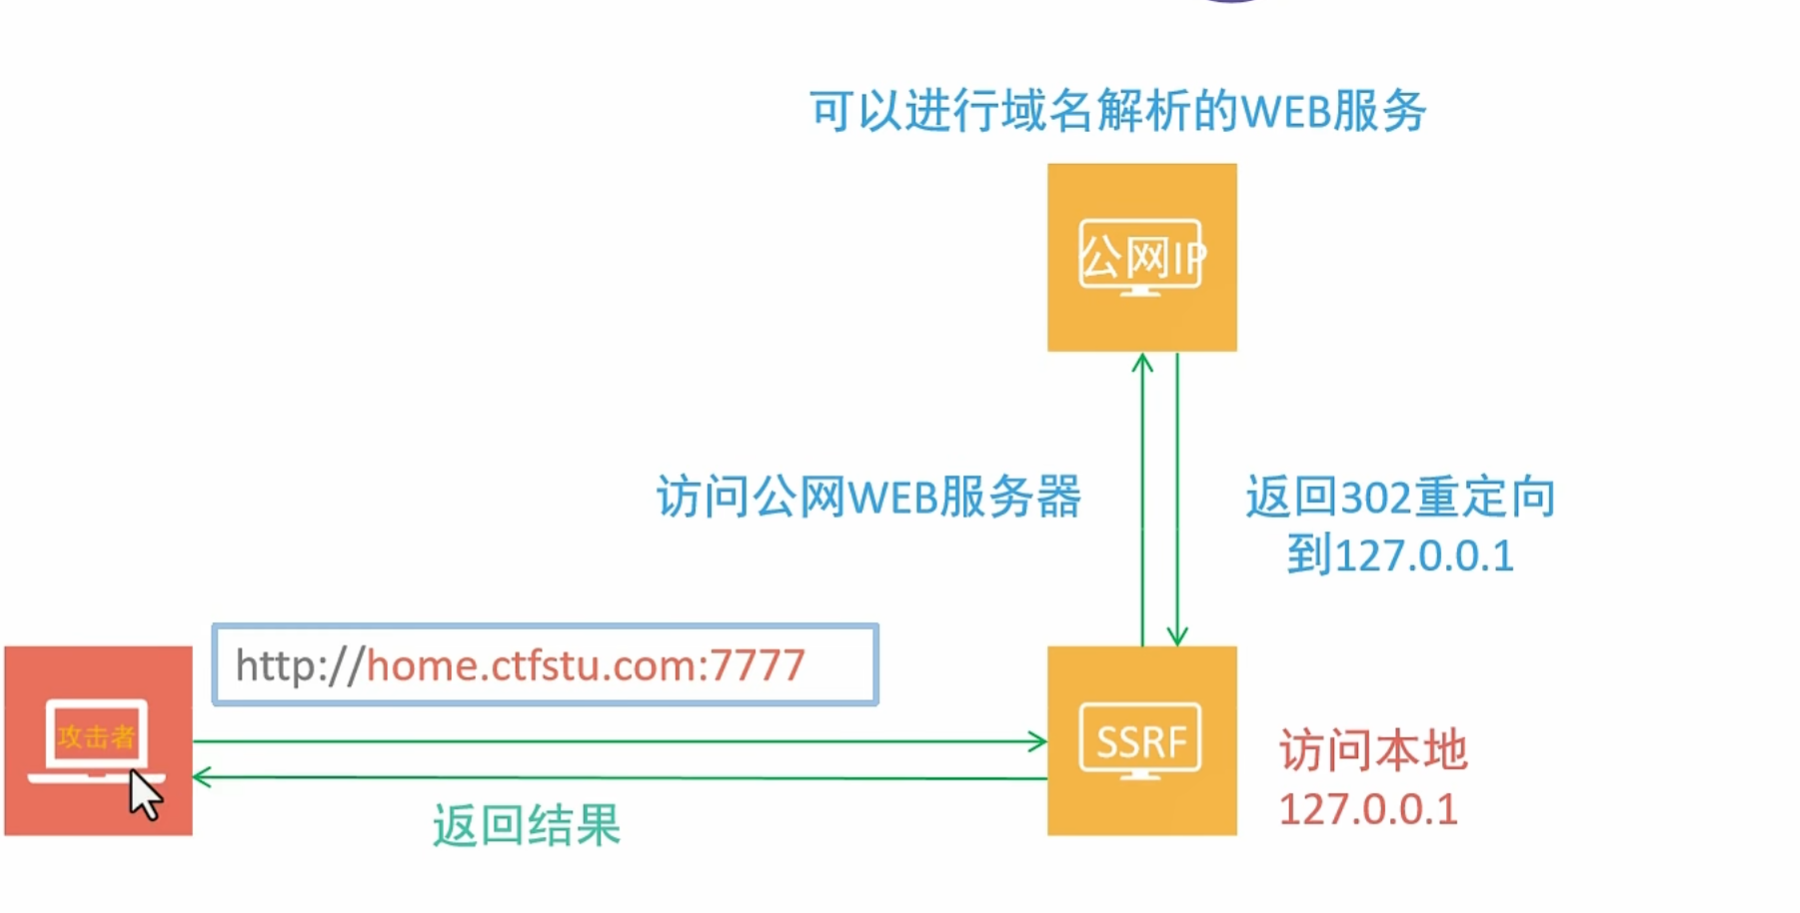 可以进行域名解析的WEB服务
公网IP
访问公网WEB服务器
返回302重定向
到127.0.0.1
http://home.ctfstu.com:7777
攻击者
SSRF
访问本地
127.0.0.1
返回结果